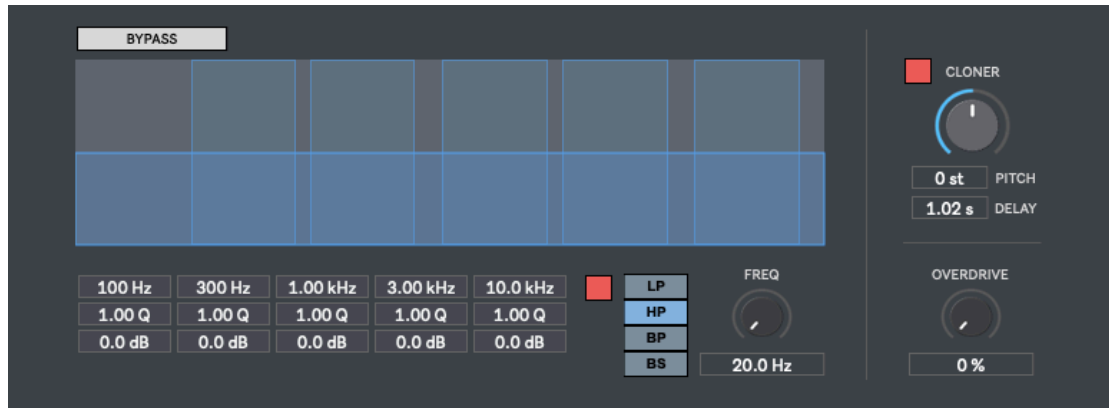 BYPASS
CLONER
0 st PITCH
1.02 s DELAY
100 Hz 300 Hz 1.00 kHz 3.00 kHz 10.0 kHz
1.00 Q 1.00 Q 1.00 Q 1.00 Q 1.00 Q
0.0 dB 0.0 dB 0.0 dB 0.0 dB 0.0 dB
LP
HP
BP
BS
FREQ
20.0 Hz
OVERDRIVE
0 %